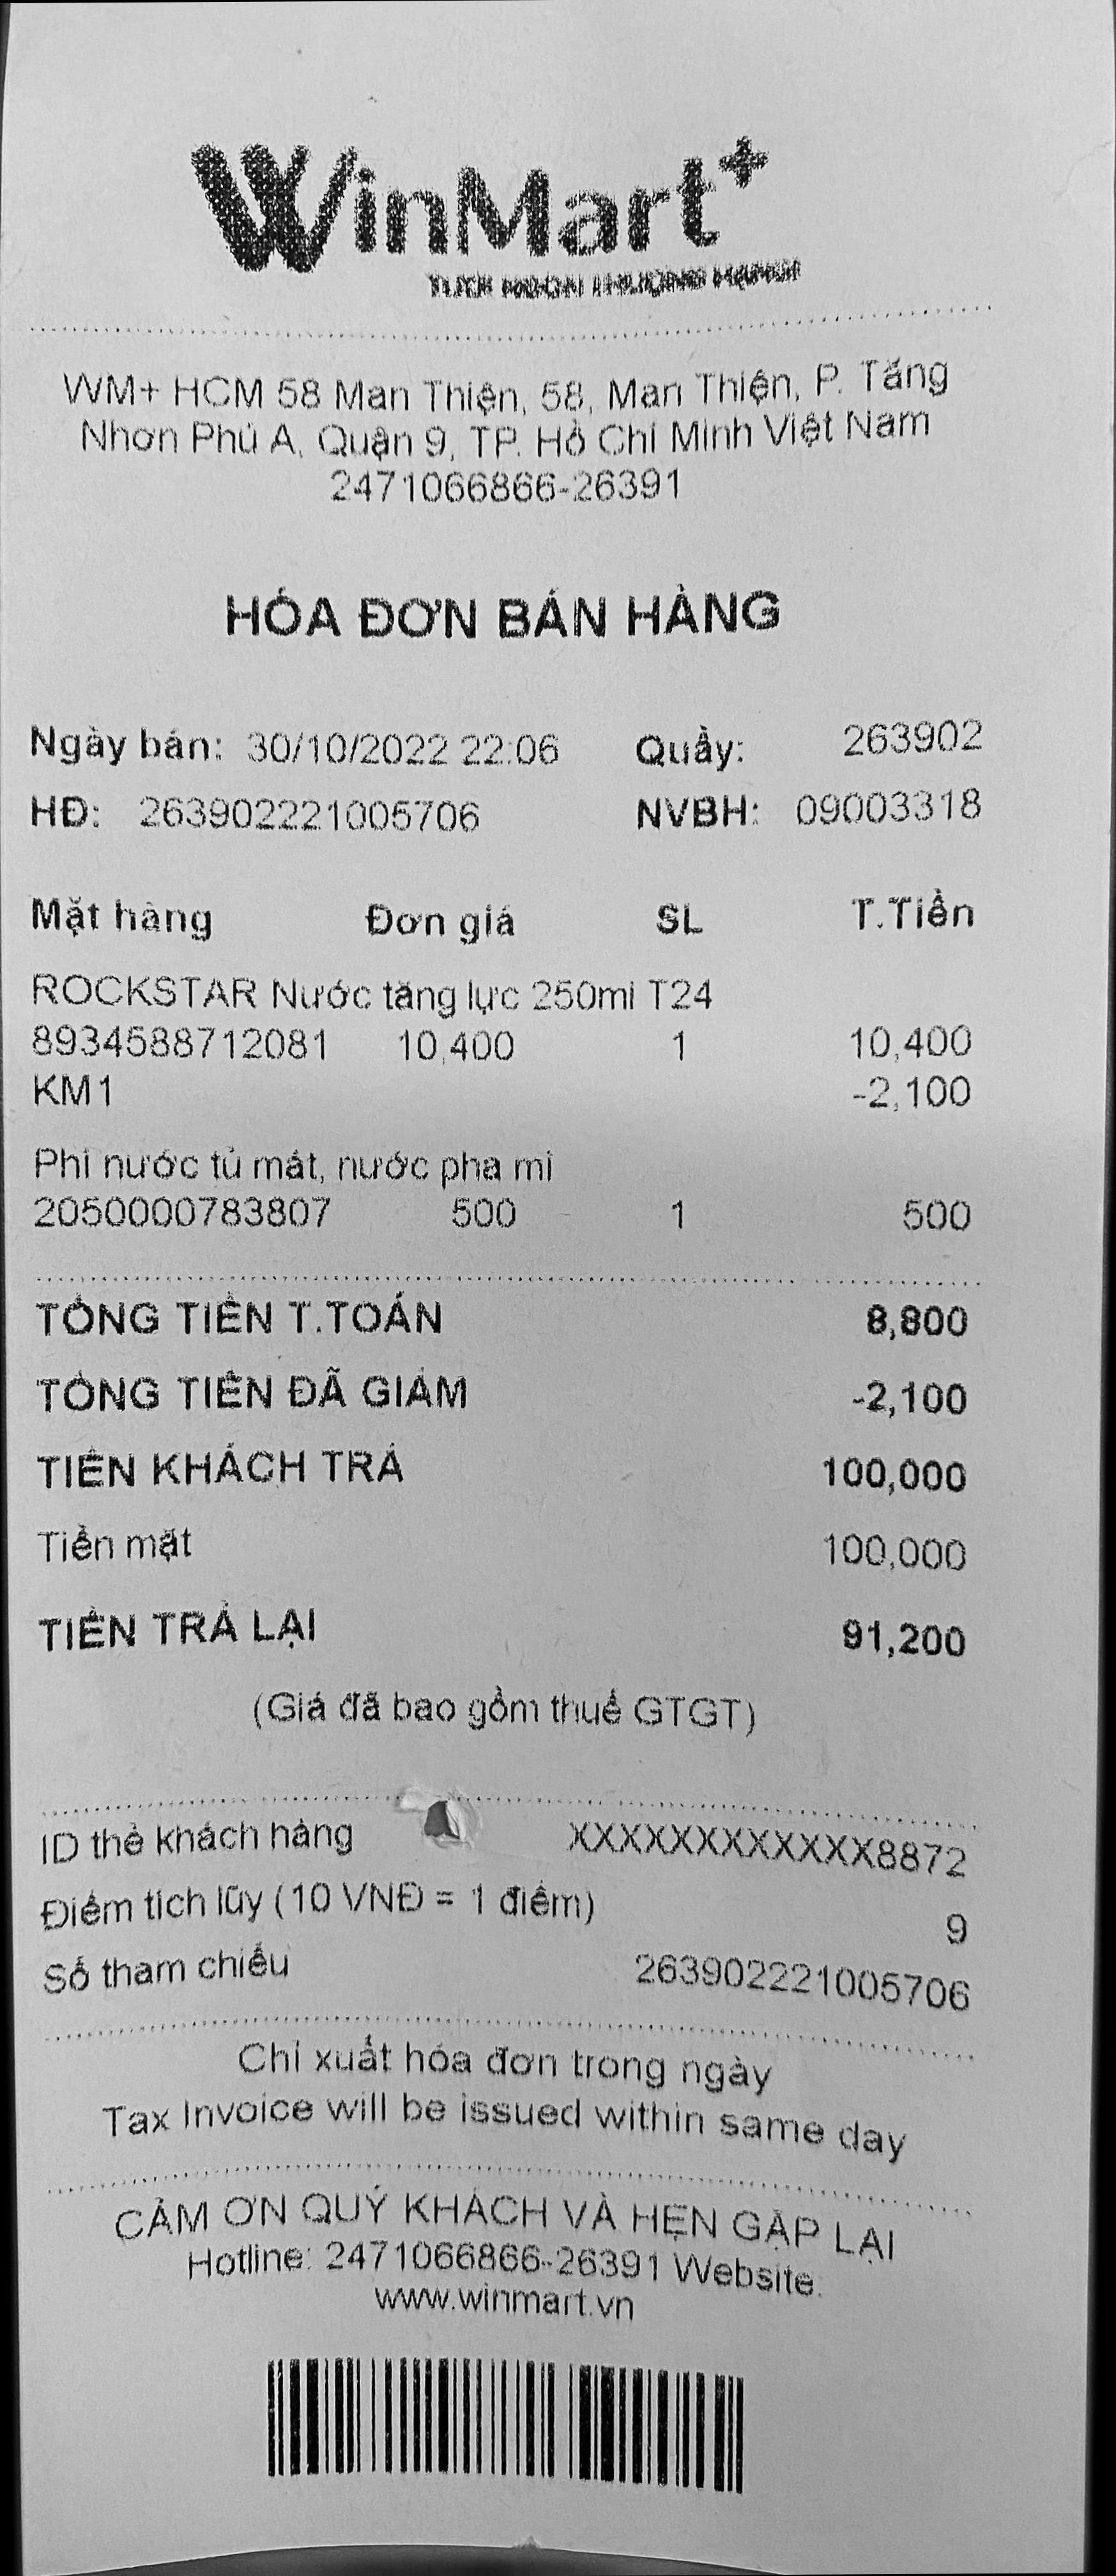 WinMart+
WM+ HCM 58 Man Thiện, 58, Man Thiện, P. Tăng
Nhơn Phú A, Quận 9, TP. Hồ Chí Minh Việt Nam
2471066866-26391
HÓA ĐƠN BÁN HÀNG
Ngày bán: 30/10/2022 22:06 Quầy: 263902
HĐ: 263902221005706 NVBH: 09003318
Mặt hàng Đơn giá SL T.Tiền
ROCKSTAR Nước tăng lực 250ml T24
8934588712081 10,400 1 10,400
KM1 -2,100
Phí nước tủ mát, nước pha mì
2050000783807 500 1 500
TỔNG TIỀN T.TOÁN 8,800
TỔNG TIỀN ĐÃ GIẢM -2,100
TIỀN KHÁCH TRẢ 100,000
Tiền mặt 100,000
TIỀN TRẢ LẠI 91,200
(Giá đã bao gồm thuế GTGT)
ID thẻ khách hàng XXXXXXXXXXXX8872
Điểm tích lũy (10 VNĐ = 1 điểm) 9
Số tham chiếu 263902221005706
Chỉ xuất hóa đơn trong ngày
Tax Invoice will be issued within same day
CẢM ƠN QUÝ KHÁCH VÀ HẸN GẶP LẠI
Hotline: 2471066866-26391 Website:
www.winmart.vn